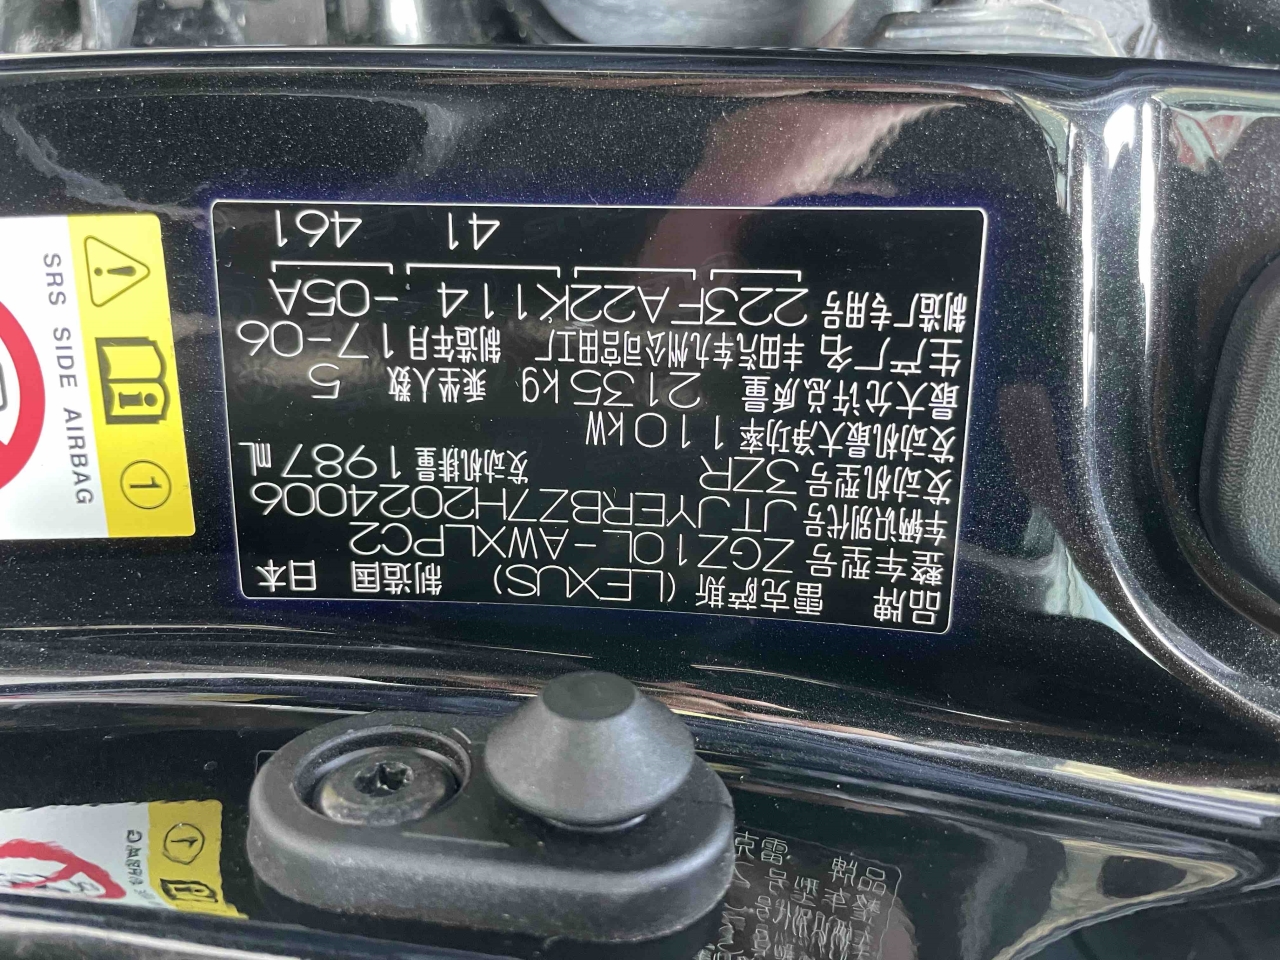 品牌 雷克萨斯 (LEXUS) 制造国 日本
整车型号 ZGZ10L-AWXLPC2
车辆识别代号 JTJYERBZ7H2024006
发动机型号 3ZR 发动机排量 1987 mL
发动机最大净功率 110kW
最大允许总质量 2135kg 乘坐人数 5
生产厂名 丰田汽车九州公司宫田工厂 制造年月 17-06
制造厂专用号 223FA22K114 -05A
41 461
SRS SIDE AIRBAG
1